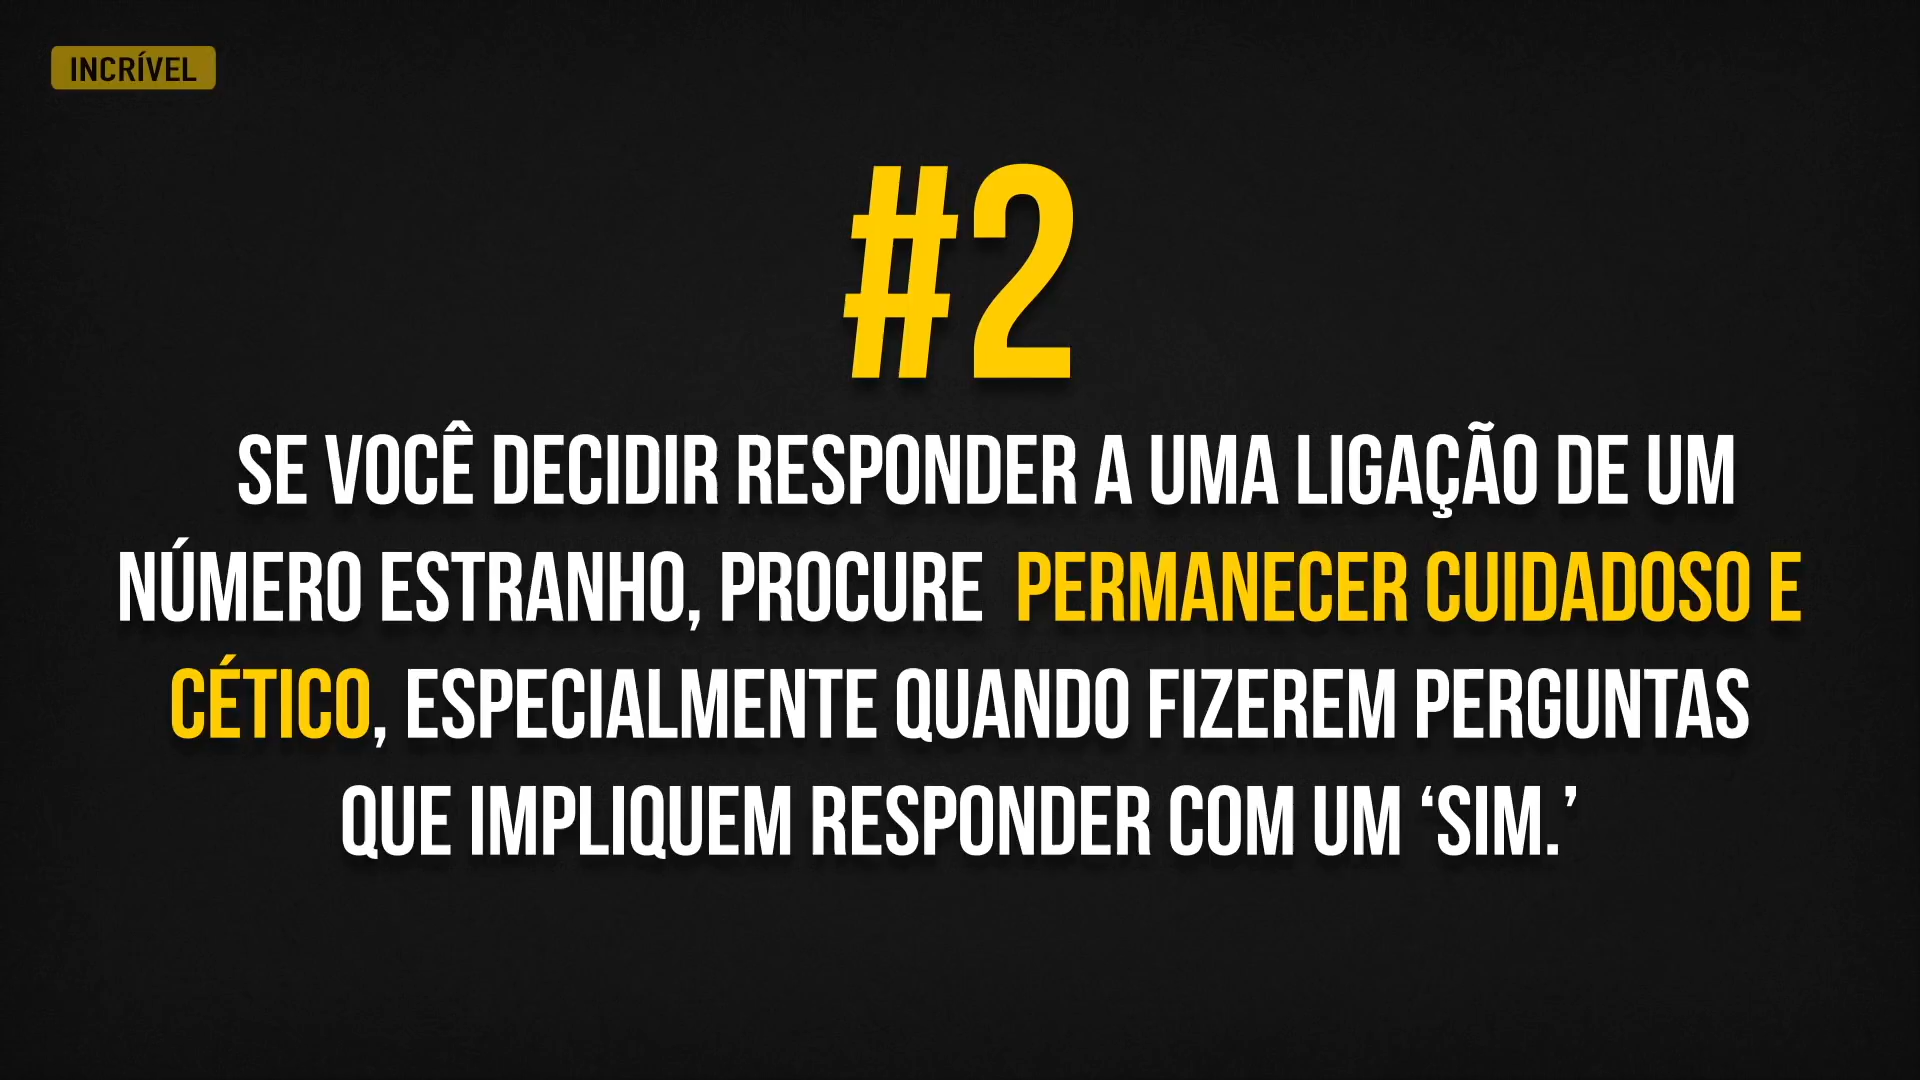 INCRÍVEL
#2
SE VOCÊ DECIDIR RESPONDER A UMA LIGAÇÃO DE UM
NÚMERO ESTRANHO, PROCURE PERMANECER CUIDADOSO E
CÉTICO, ESPECIALMENTE QUANDO FIZEREM PERGUNTAS
QUE IMPLIQUEM RESPONDER COM UM ‘SIM.’